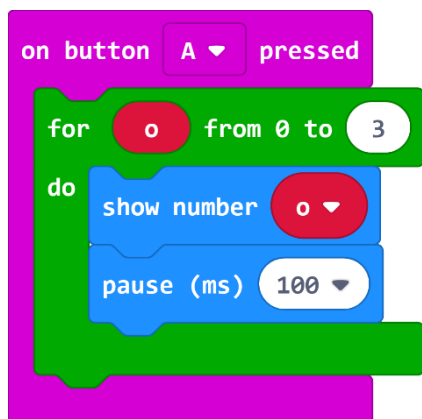 on button A pressed
for o from 0 to 3
do
show number o
pause (ms) 100